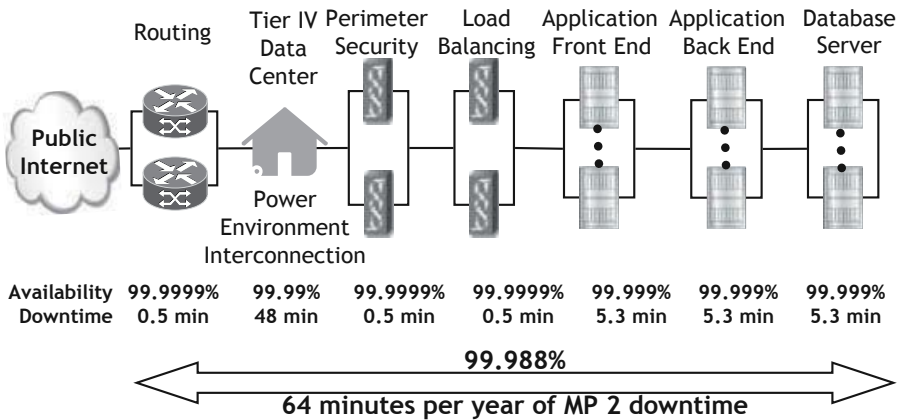 Routing
Tier IV
Data
Center
Perimeter
Security
Load
Balancing
Application
Front End
Application
Back End
Database
Server
Public
Internet
Power
Environment
Interconnection
Availability 99.9999% 99.99% 99.9999% 99.9999% 99.999% 99.999% 99.999%
Downtime 0.5 min 48 min 0.5 min 0.5 min 5.3 min 5.3 min 5.3 min
99.988%
64 minutes per year of MP 2 downtime